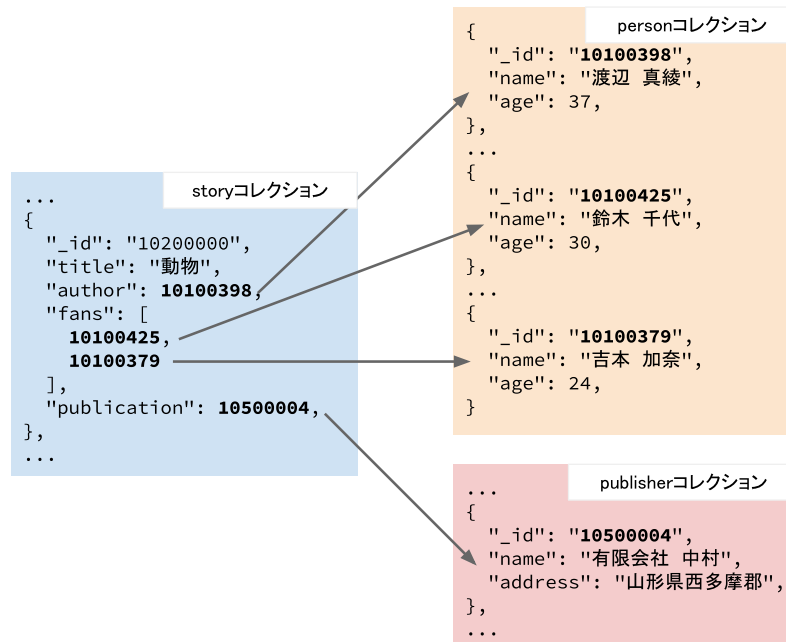 storyコレクション
...
{
"_id": "10200000",
"title": "動物",
"author": 10100398,
"fans": [
10100425,
10100379
],
"publication": 10500004,
},
...
personコレクション
{
"_id": "10100398",
"name": "渡辺 真綾",
"age": 37,
},
...
{
"_id": "10100425",
"name": "鈴木 千代",
"age": 30,
},
...
{
"_id": "10100379",
"name": "吉本 加奈",
"age": 24,
}
publisherコレクション
...
{
"_id": "10500004",
"name": "有限会社 中村",
"address": "山形県西多摩郡",
},
...